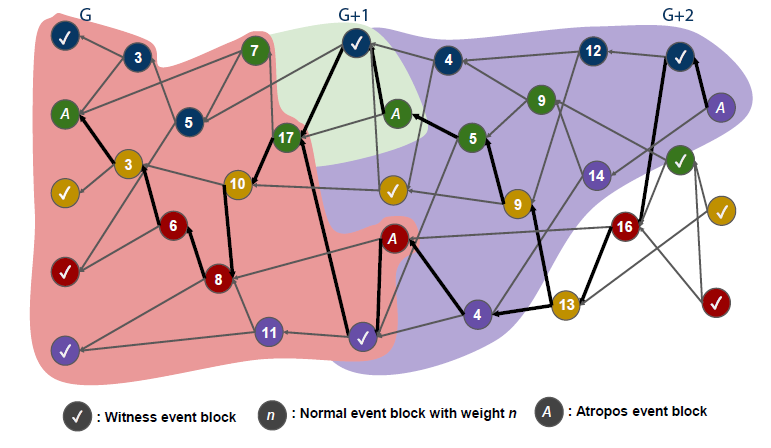 G G+1 G+2
✓ 3 7 ✓ 4 12 ✓
A 5 17 A 5 9 A
✓ 3 10 ✓ 9 14 ✓ ✓
✓ 6 8 A 16 ✓
✓ 11 ✓ 4 13
✓ : Witness event block n : Normal event block with weight n A : Atropos event block